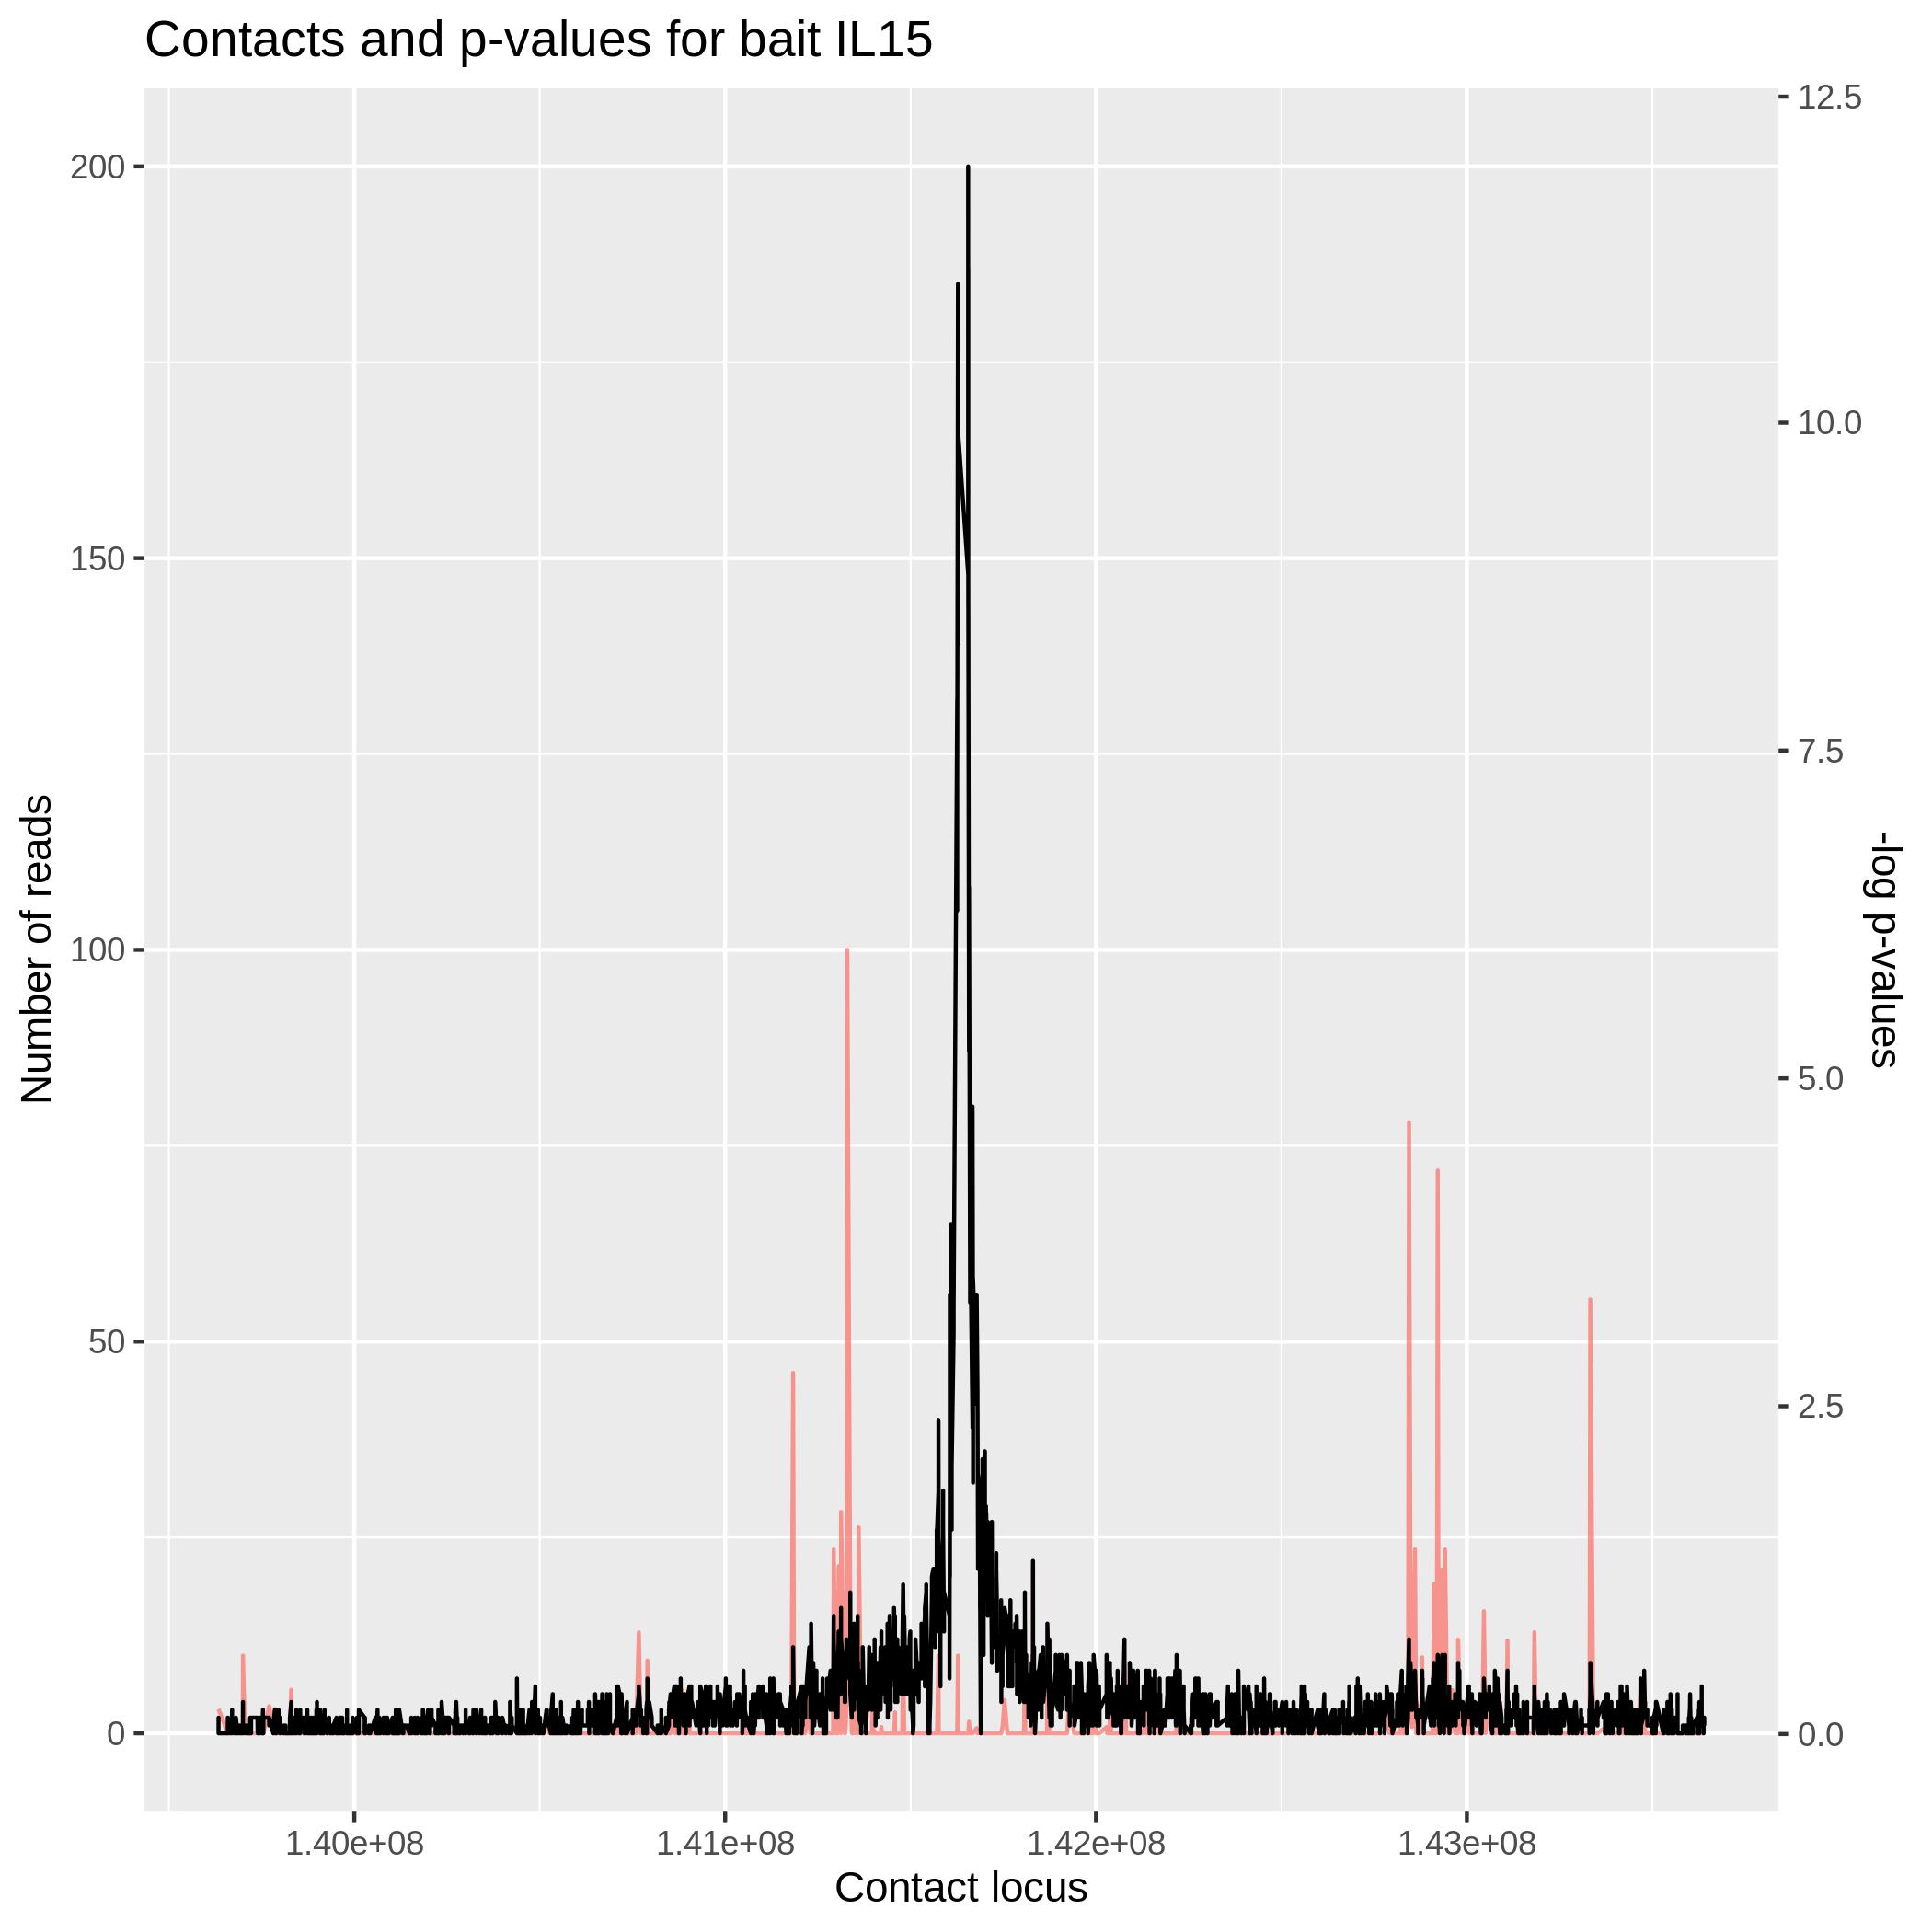 Contacts and p-values for bait IL15
Number of reads
200
150
100
50
0
12.5
10.0
7.5
5.0
2.5
0.0
-log p-values
1.40e+08
1.41e+08
1.42e+08
1.43e+08
Contact locus